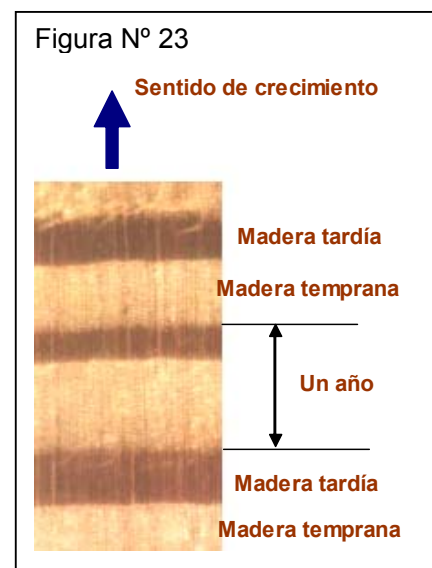 Figura Nº 23
Sentido de crecimiento
Madera tardía
Madera temprana
Un año
Madera tardía
Madera temprana